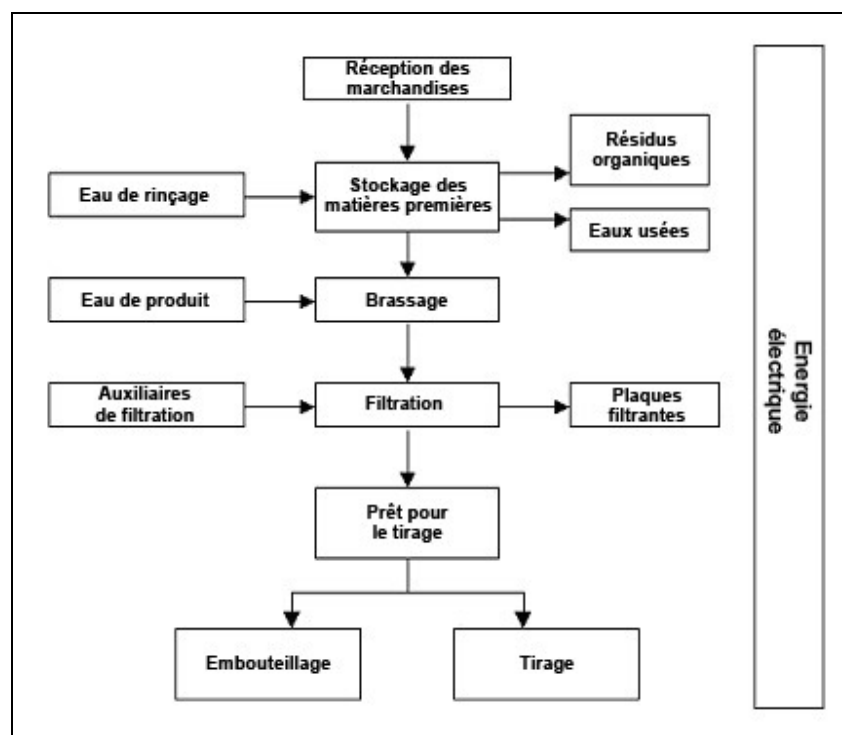 Réception des
marchandises
Résidus
organiques
Eau de rinçage
Stockage des
matières premières
Eaux usées
Eau de produit
Brassage
Auxiliaires
de filtration
Filtration
Plaques
filtrantes
Prêt pour
le tirage
Embouteillage
Tirage
Energie
électrique